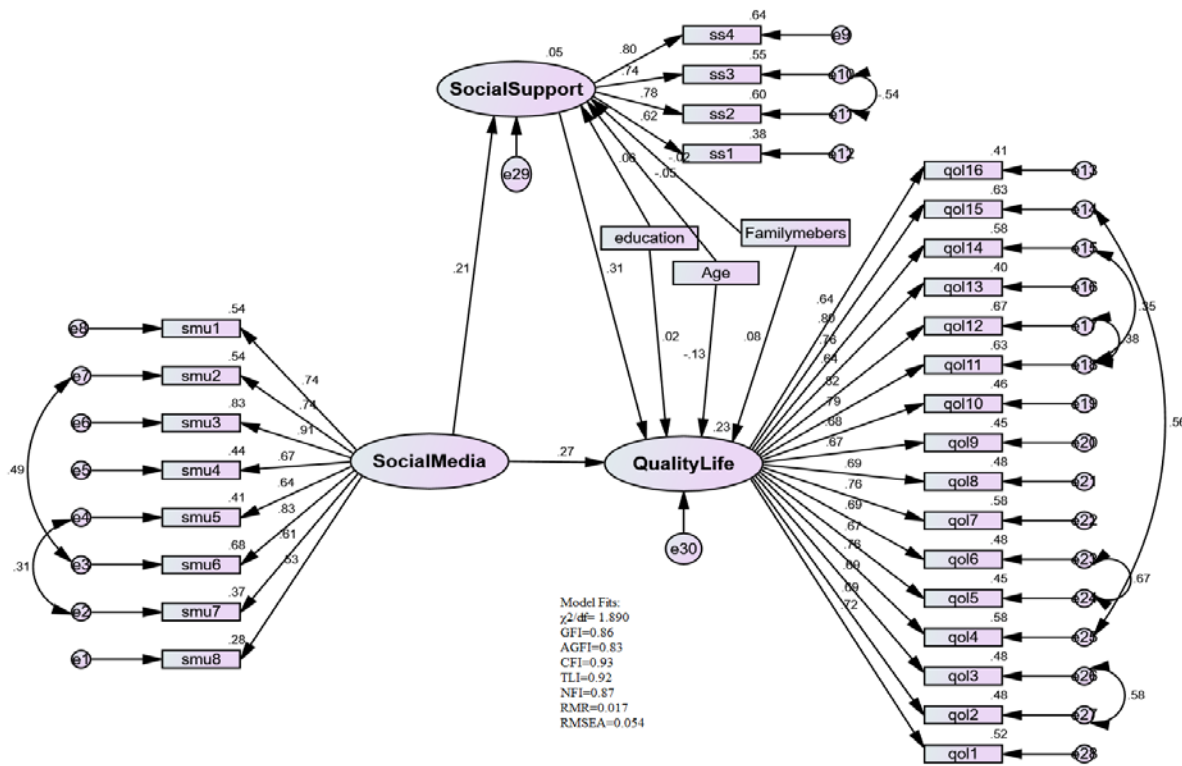 .64
ss4
e9
.05
.80
.55
SocialSupport
.74
ss3
e10
.78
.60
ss2
e11
-.54
.62
.38
ss1
e12
e29
.06
-.02
-.05
education
Familymebers
Age
.21
.31
.02
-.13
.08
.41
qol16
e13
.63
qol15
e14
.58
qol14
e15
.40
qol13
e16
.67
qol12
e17
.63
qol11
e18
.46
qol10
e19
.45
qol9
e20
.48
qol8
e21
.58
qol7
e22
.48
qol6
e23
.45
qol5
e24
.58
qol4
e25
.48
qol3
e26
.48
qol2
e27
.52
qol1
e28
.35
.38
.56
.67
.58
.64
.80
.76
.64
.82
.79
.68
.67
.69
.76
.69
.67
.76
.69
.69
.72
.54
e8
smu1
.54
e7
smu2
.83
e6
smu3
.44
e5
smu4
.41
e4
smu5
.68
e3
smu6
.37
e2
smu7
.28
e1
smu8
.49
.31
.74
.74
.91
.67
.64
.83
.61
.53
SocialMedia
.27
.23
QualityLife
e30
Model Fits:
χ2/df= 1.890
GFI=0.86
AGFI=0.83
CFI=0.93
TLI=0.92
NFI=0.87
RMR=0.017
RMSEA=0.054